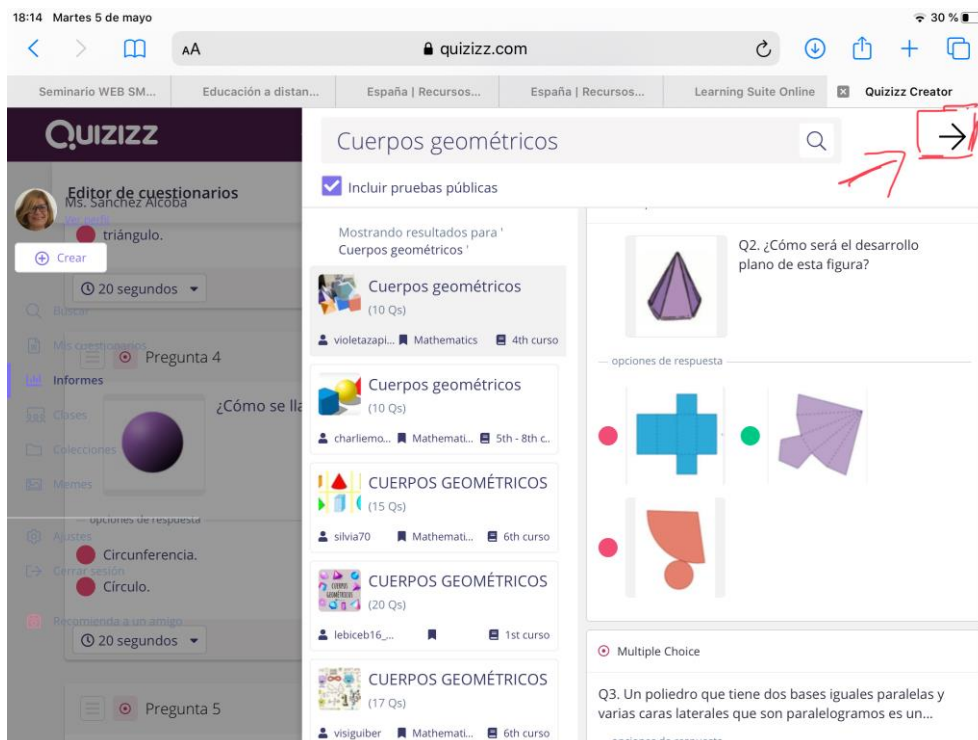 18:14 Martes 5 de mayo
30 %
AA
quizizz.com
Seminario WEB SM...
Educación a distan...
España | Recursos...
España | Recursos...
Learning Suite Online
Quizizz Creator
QUIZIZZ
Editor de cuestionarios
Ms. Sánchez Alcoba
Ver perfil
triángulo.
Crear
20 segundos
Buscar
Mis cuestionarios
Pregunta 4
Informes
¿Cómo se lla
Clases
Colecciones
Memes
opciones de respuesta
Ajustes
Circunferencia.
Cerrar sesión
Círculo.
Recomienda a un amigo
20 segundos
Pregunta 5
Cuerpos geométricos
Incluir pruebas públicas
Mostrando resultados para '
Cuerpos geométricos '
Cuerpos geométricos
(10 Qs)
violetazapi... Mathematics 4th curso
Cuerpos geométricos
(10 Qs)
charliemo... Mathemati... 5th - 8th c..
CUERPOS GEOMÉTRICOS
(15 Qs)
silvia70 Mathemati... 6th curso
CUERPOS GEOMÉTRICOS
(20 Qs)
lebiceb16_... 1st curso
CUERPOS GEOMÉTRICOS
(17 Qs)
visiguiber Mathemati... 6th curso
Q2. ¿Cómo será el desarrollo
plano de esta figura?
opciones de respuesta
Multiple Choice
Q3. Un poliedro que tiene dos bases iguales paralelas y
varias caras laterales que son paralelogramos es un...